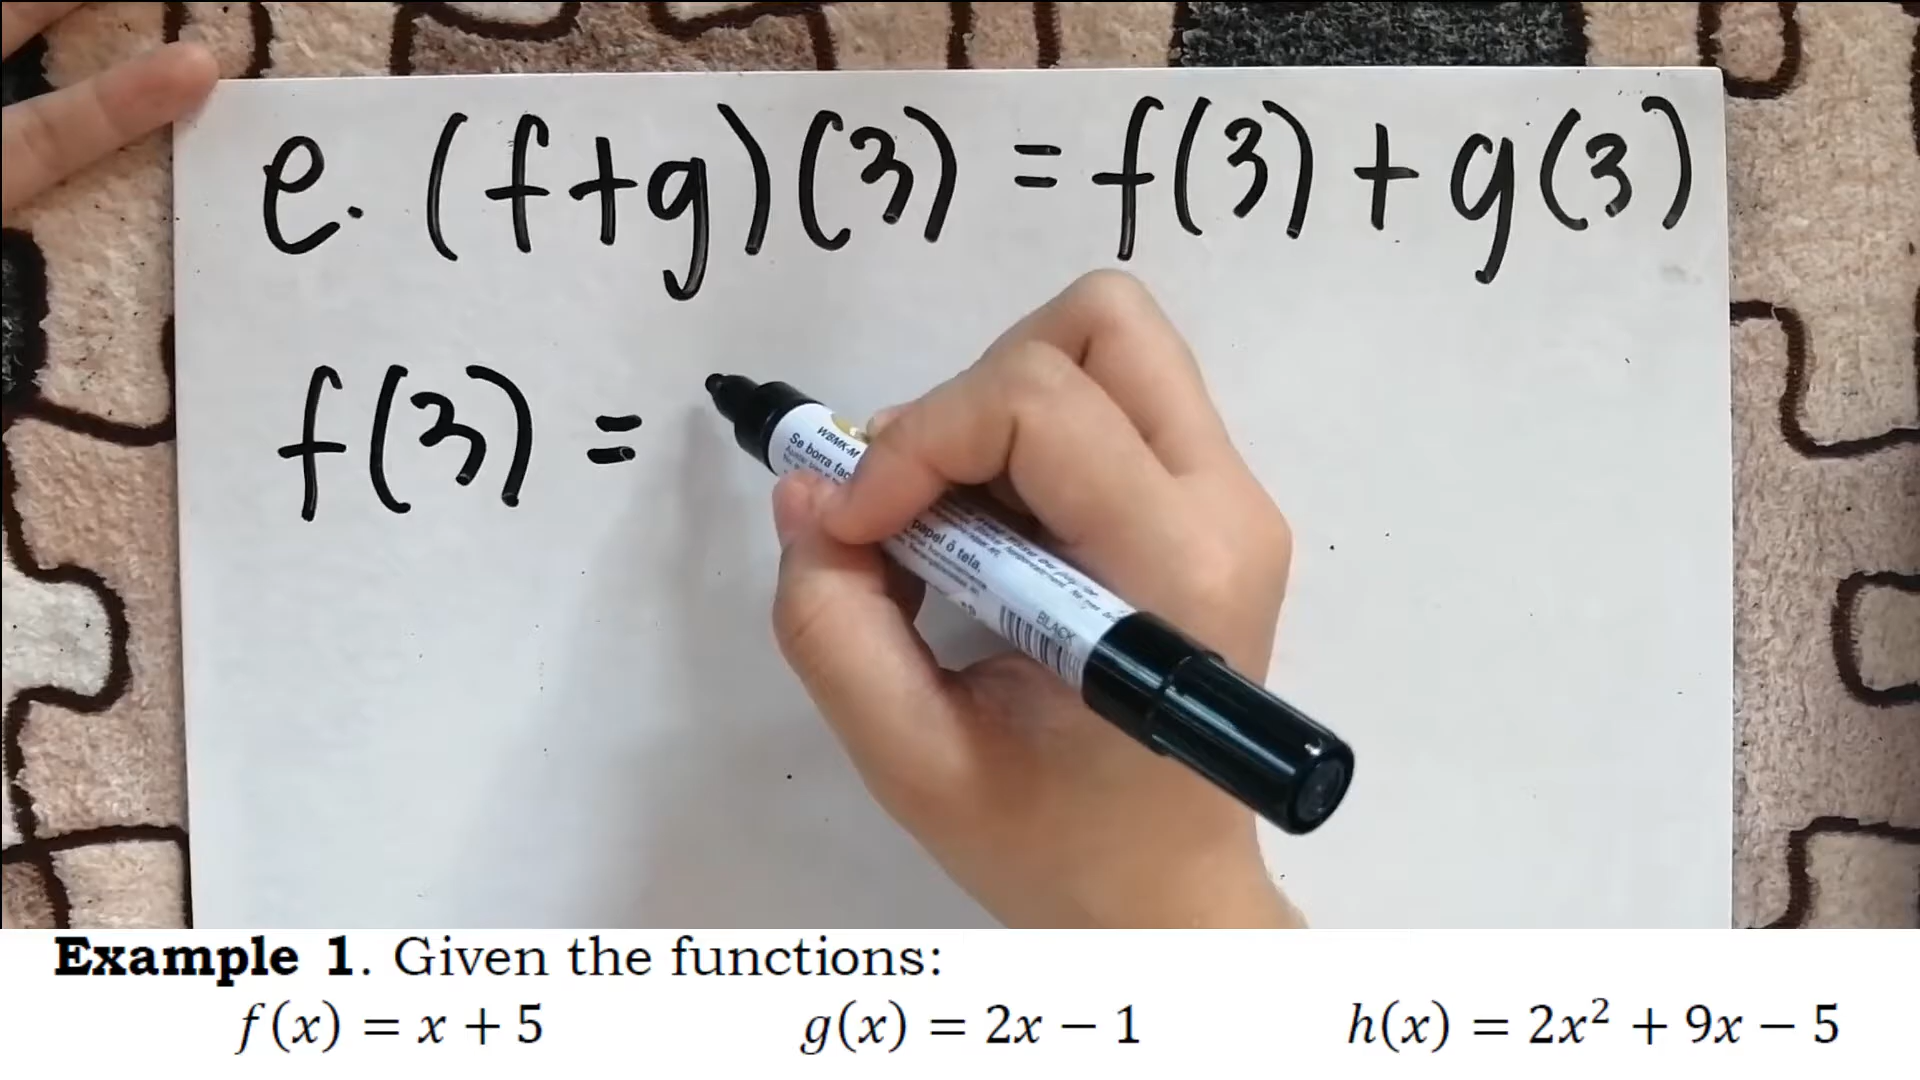 e. (f+g)(3) = f(3) + g(3)
f(3) =
WBMK-M
Se borra fac
papel ô tela.
BLACK
Example 1. Given the functions:
f(x) = x + 5 g(x) = 2x − 1 h(x) = 2x² + 9x − 5